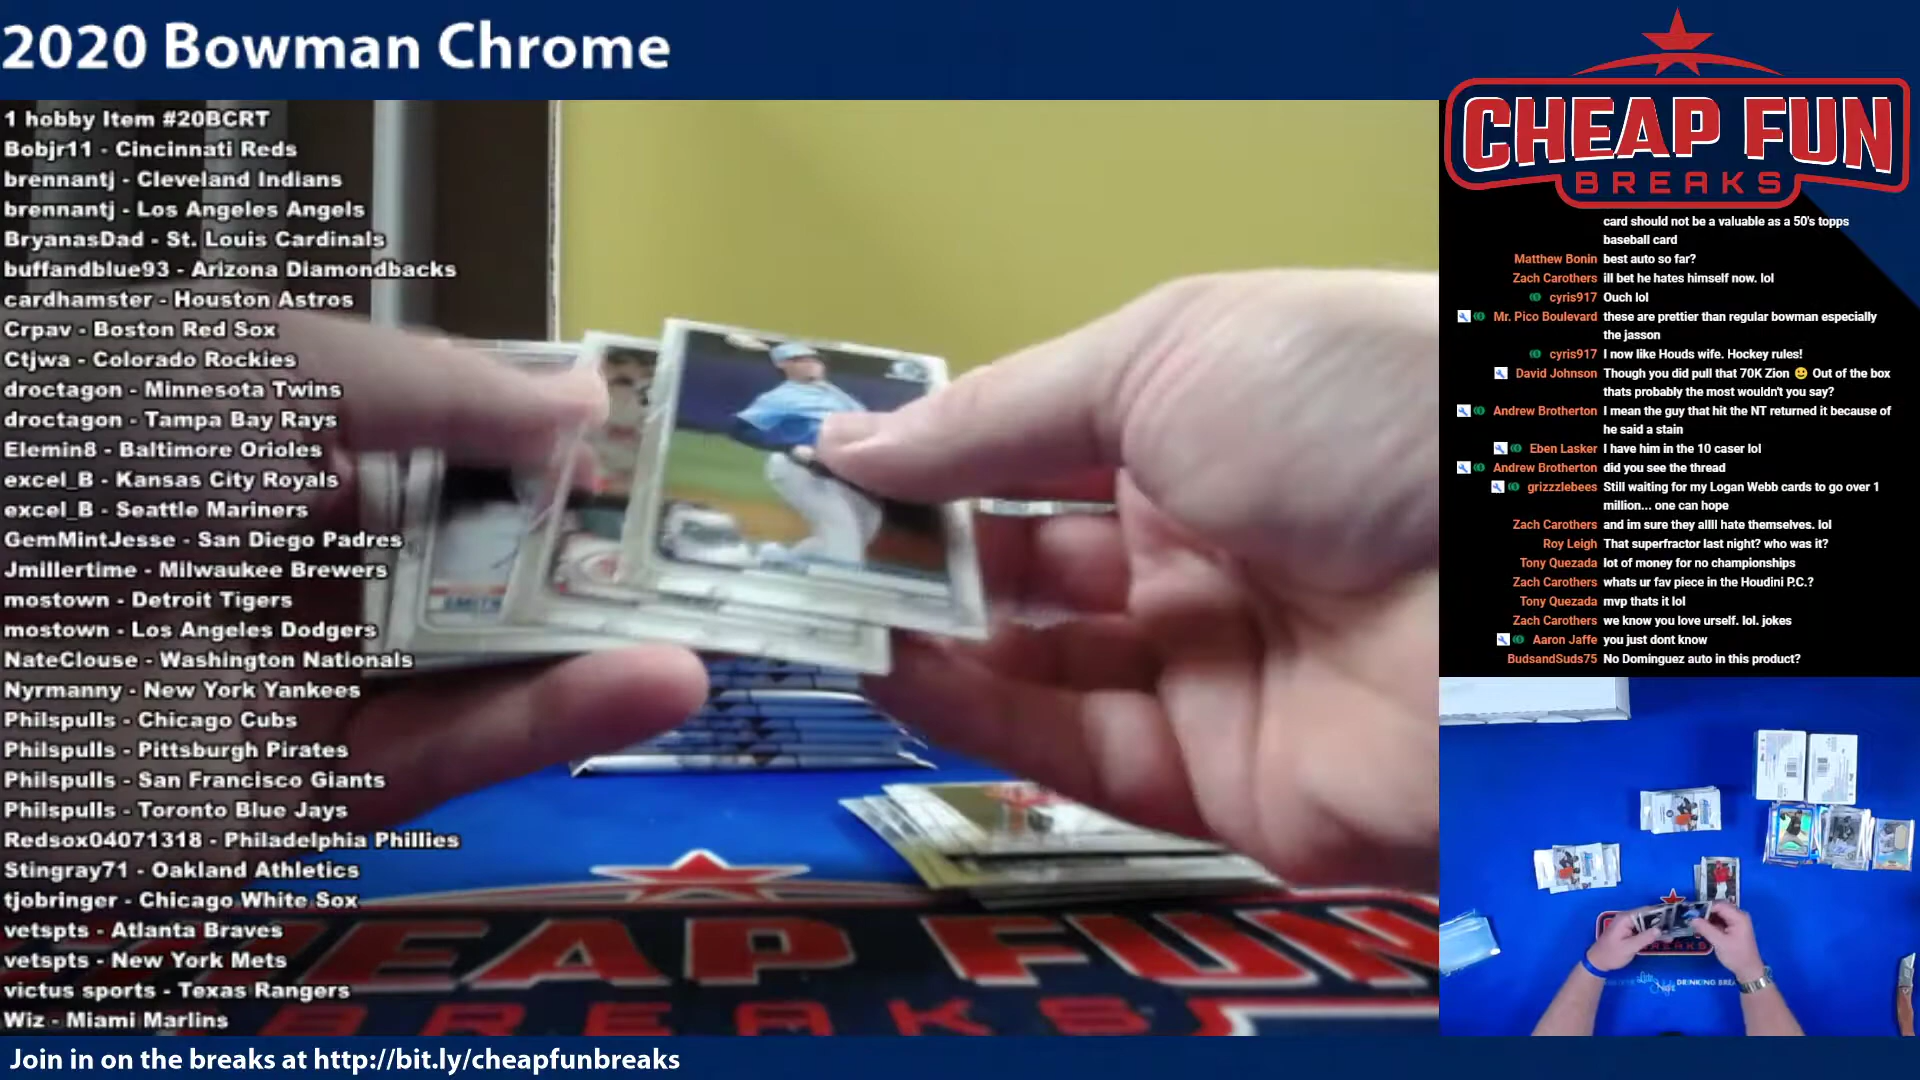 2020 Bowman Chrome
1 hobby Item #20BCRT
Bobjr11 - Cincinnati Reds
brennantj - Cleveland Indians
brennantj - Los Angeles Angels
BryanasDad - St. Louis Cardinals
buffandblue93 - Arizona Diamondbacks
cardhamster - Houston Astros
Crpav - Boston Red Sox
Ctjwa - Colorado Rockies
droctagon - Minnesota Twins
droctagon - Tampa Bay Rays
Elemin8 - Baltimore Orioles
excel_B - Kansas City Royals
excel_B - Seattle Mariners
GemMintJesse - San Diego Padres
Jmillertime - Milwaukee Brewers
mostown - Detroit Tigers
mostown - Los Angeles Dodgers
NateClouse - Washington Nationals
Nyrmanny - New York Yankees
Philspulls - Chicago Cubs
Philspulls - Pittsburgh Pirates
Philspulls - San Francisco Giants
Philspulls - Toronto Blue Jays
Redsox04071318 - Philadelphia Phillies
Stingray71 - Oakland Athletics
tjobringer - Chicago White Sox
vetspts - Atlanta Braves
vetspts - New York Mets
victus sports - Texas Rangers
Wiz - Miami Marlins
Join in on the breaks at http://bit.ly/cheapfunbreaks
SMITH
CHEAP FUN
BREAKS
CHEAP FUN
BREAKS
card should not be a valuable as a 50's topps
baseball card
Matthew Bonin best auto so far?
Zach Carothers ill bet he hates himself now. lol
cyris917 Ouch lol
Mr. Pico Boulevard these are prettier than regular bowman especially
the jasson
cyris917 I now like Houds wife. Hockey rules!
David Johnson Though you did pull that 70K Zion 😉 Out of the box
thats probably the most wouldn't you say?
Andrew Brotherton I mean the guy that hit the NT returned it because of
he said a stain
Eben Lasker I have him in the 10 caser lol
Andrew Brotherton did you see the thread
grizzzlebees Still waiting for my Logan Webb cards to go over 1
million... one can hope
Zach Carothers and im sure they allll hate themselves. lol
Roy Leigh That superfractor last night? who was it?
Tony Quezada lot of money for no championships
Zach Carothers whats ur fav piece in the Houdini P.C.?
Tony Quezada mvp thats it lol
Zach Carothers we know you love urself. lol. jokes
Aaron Jaffe you just dont know
BudsandSuds75 No Dominguez auto in this product?
BREAKS
Late Night DRINKING